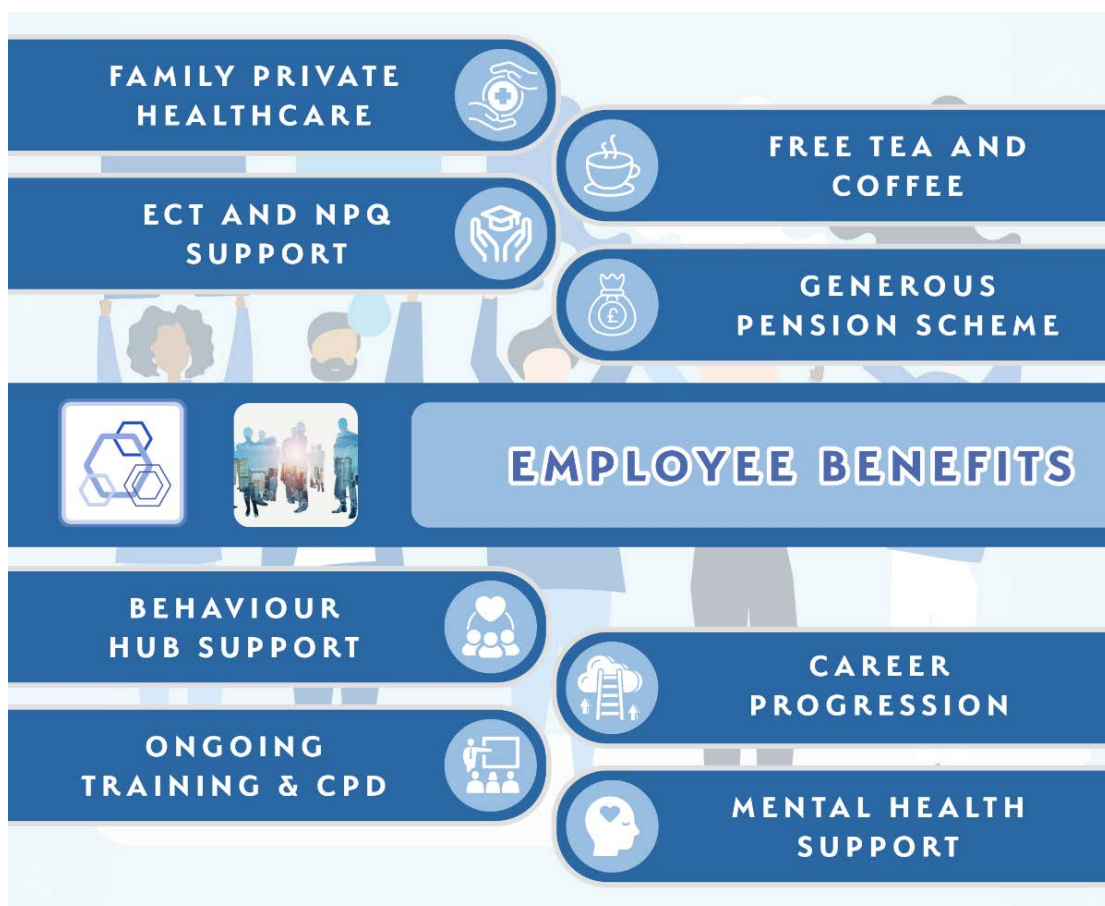 FAMILY PRIVATE
HEALTHCARE
FREE TEA AND
COFFEE
ECT AND NPQ
SUPPORT
GENEROUS
PENSION SCHEME
EMPLOYEE BENEFITS
BEHAVIOUR
HUB SUPPORT
CAREER
PROGRESSION
ONGOING
TRAINING & CPD
MENTAL HEALTH
SUPPORT